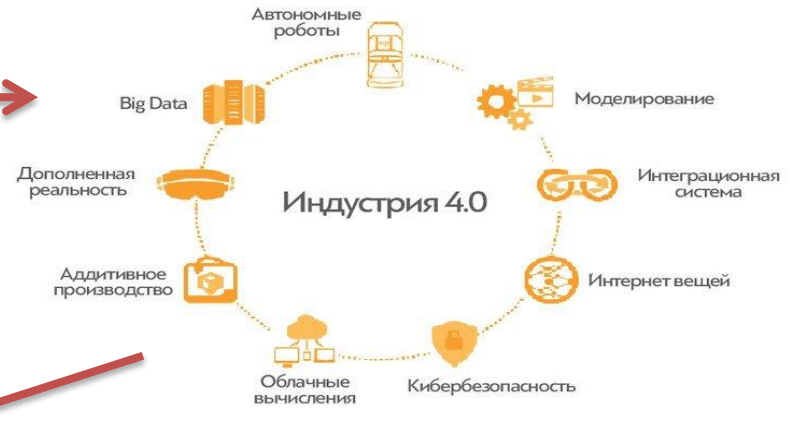 Автономные
роботы
Big Data
Моделирование
Дополненная
реальность
Интеграционная
система
Индустрия 4.0
Аддитивное
производство
Интернет вещей
Облачные
вычисления
Кибербезопасность